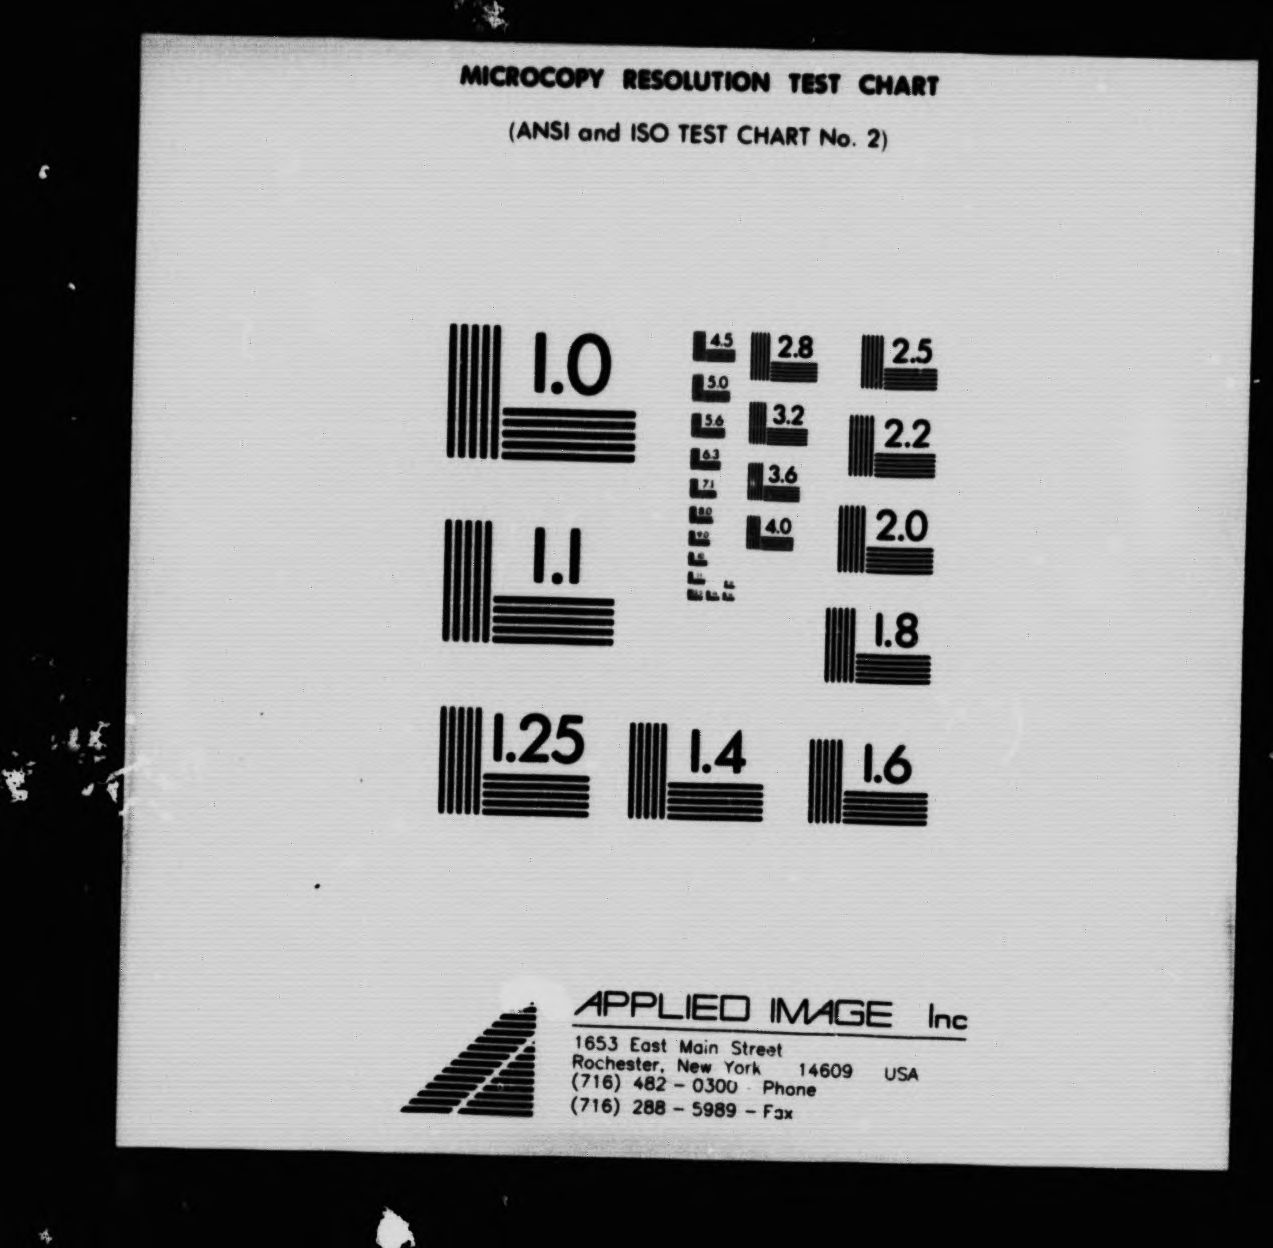 MICROCOPY RESOLUTION TEST CHART
(ANSI and ISO TEST CHART No. 2)
1.0
4.5
2.8
2.5
5.0
3.2
2.2
5.6
6.3
3.6
7.1
1.1
8.0
4.0
2.0
9.0
1.8
1.25
1.4
1.6
APPLIED IMAGE Inc
1653 East Main Street
Rochester, New York 14609 USA
(716) 482 - 0300 - Phone
(716) 288 - 5989 - Fax